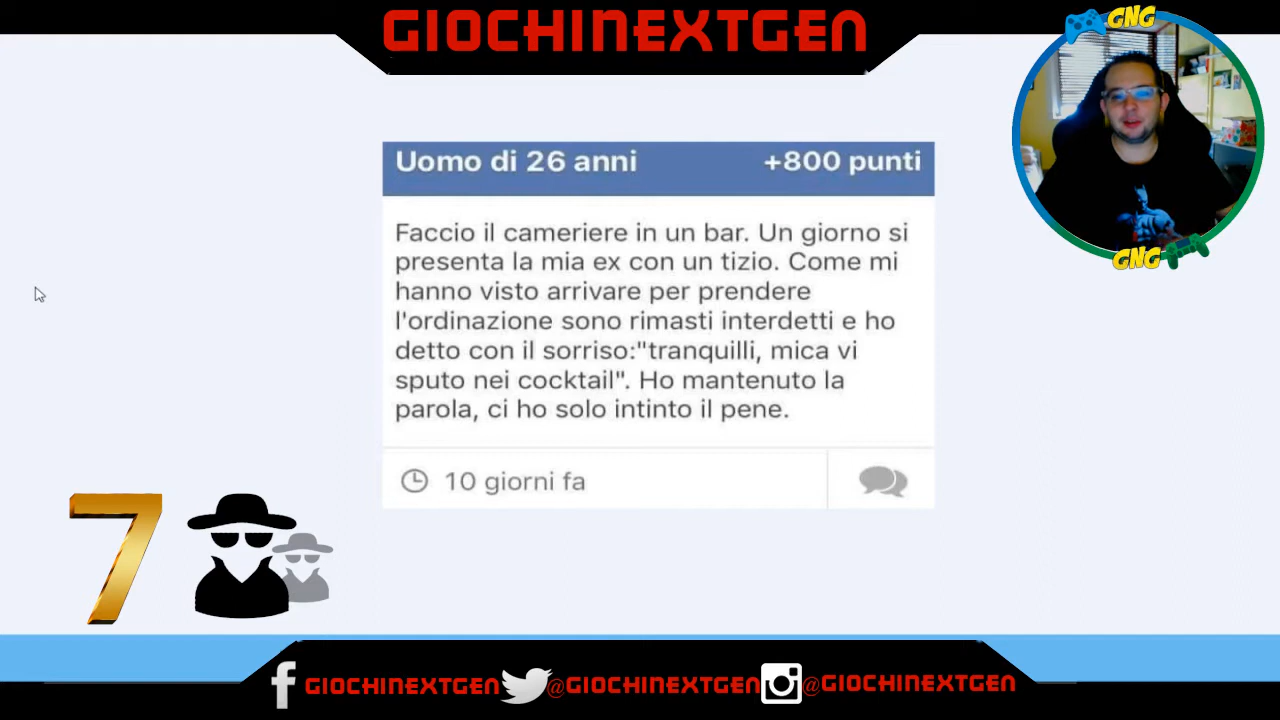 GIOCHINEXTGEN
GNG
Uomo di 26 anni +800 punti
Faccio il cameriere in un bar. Un giorno si
presenta la mia ex con un tizio. Come mi
hanno visto arrivare per prendere
l'ordinazione sono rimasti interdetti e ho
detto con il sorriso:"tranquilli, mica vi
sputo nei cocktail". Ho mantenuto la
parola, ci ho solo intinto il pene.
GNG
10 giorni fa
7
GIOCHINEXTGEN @GIOCHINEXTGEN @GIOCHINEXTGEN